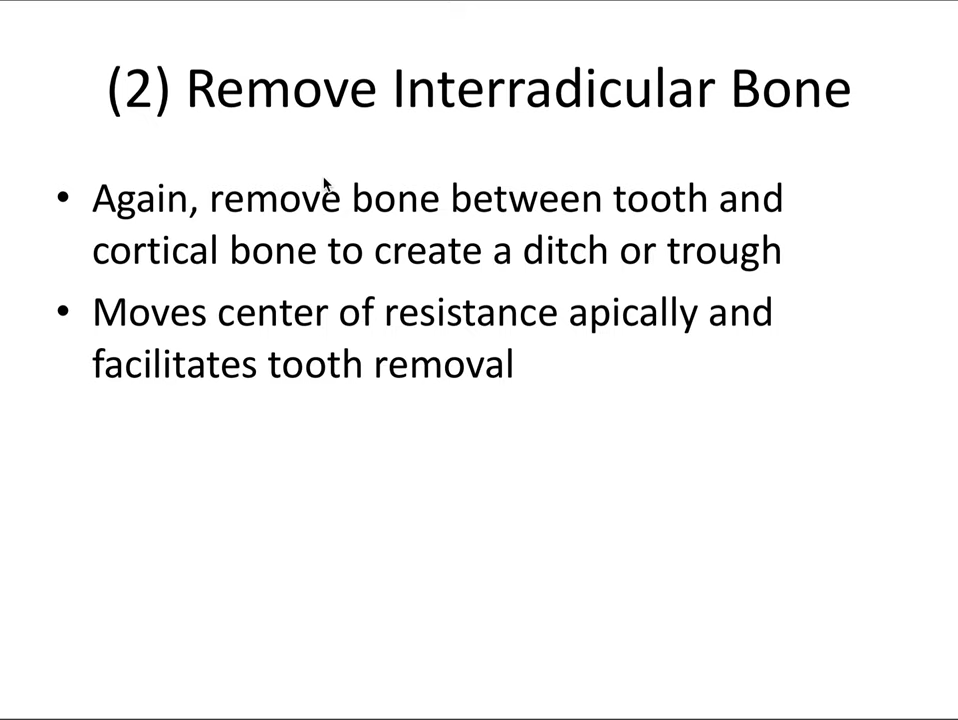 (2) Remove Interradicular Bone
• Again, remove bone between tooth and
cortical bone to create a ditch or trough
• Moves center of resistance apically and
facilitates tooth removal